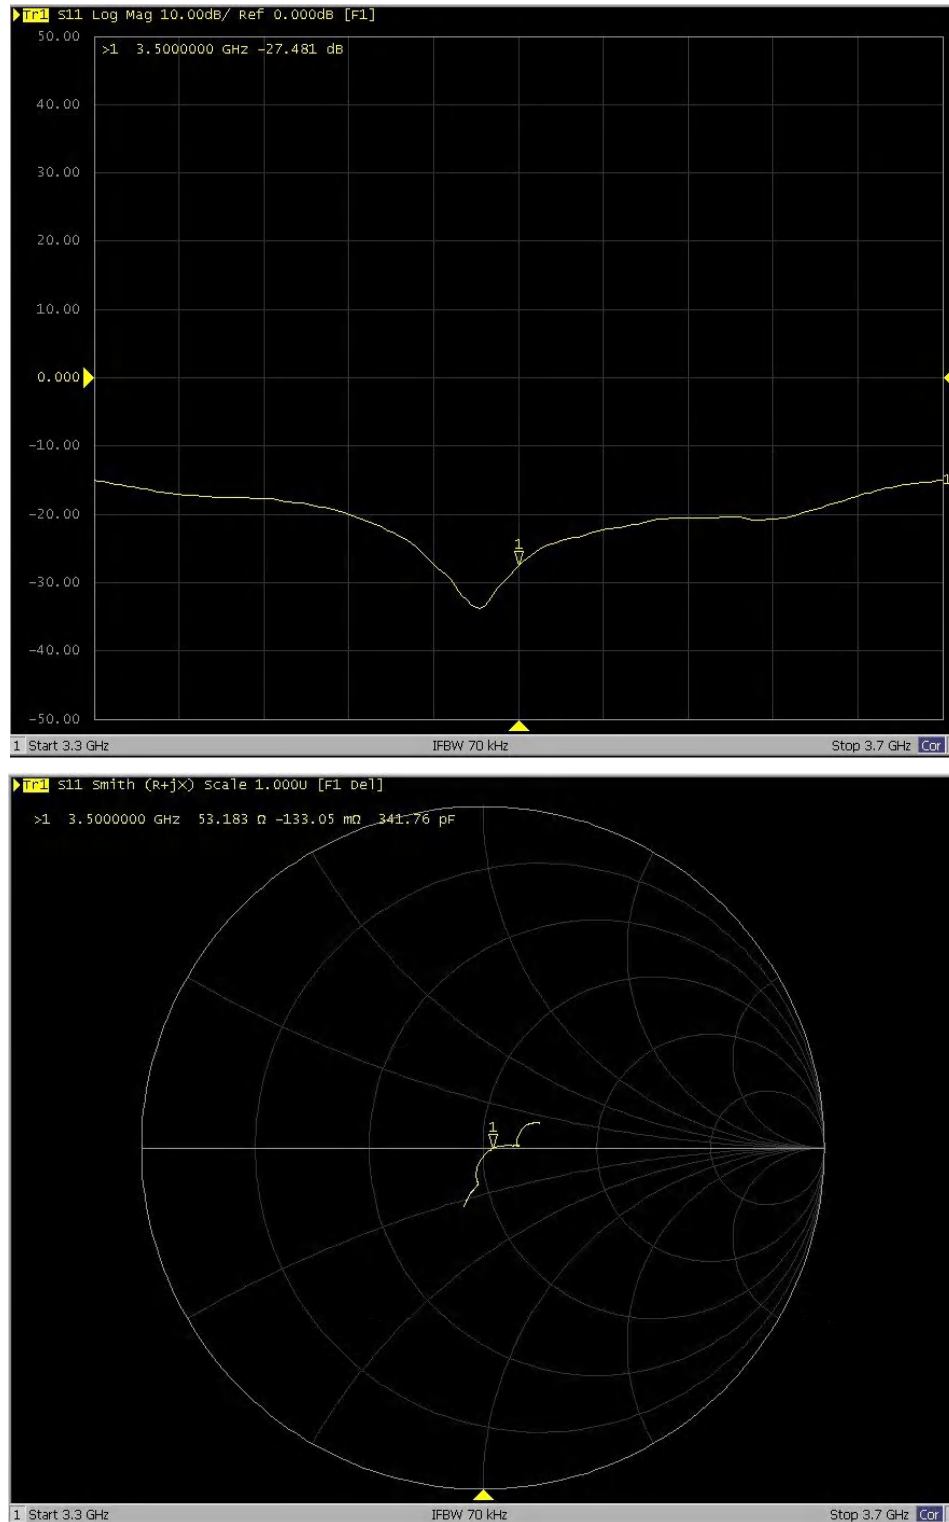 Tr1 S11 Log Mag 10.00dB/ Ref 0.000dB [F1]
50.00
>1 3.5000000 GHz -27.481 dB
40.00
30.00
20.00
10.00
0.000
-10.00
1
-20.00
1
-30.00
-40.00
-50.00
1 Start 3.3 GHz IFBW 70 kHz Stop 3.7 GHz Cor
Tr1 S11 Smith (R+jX) Scale 1.000U [F1 Del]
>1 3.5000000 GHz 53.183 Ω -133.05 mΩ 341.76 pF
1
1 Start 3.3 GHz IFBW 70 kHz Stop 3.7 GHz Cor